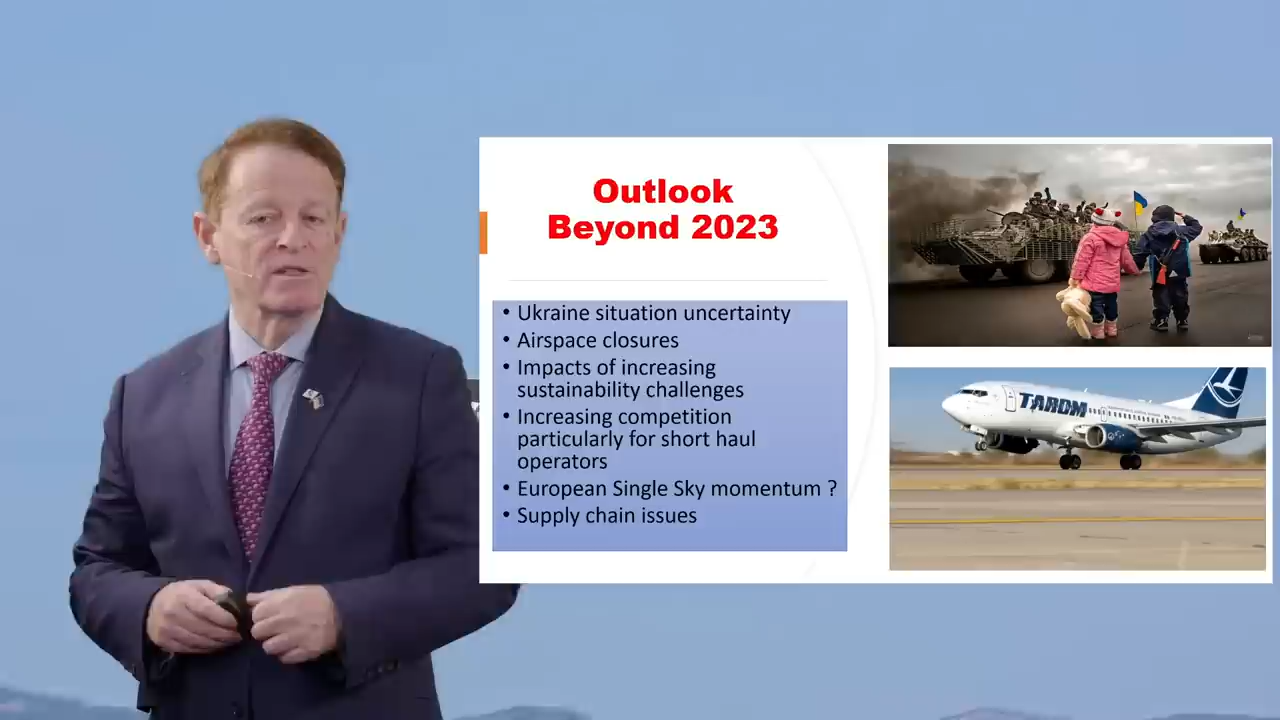 Outlook
Beyond 2023
• Ukraine situation uncertainty
• Airspace closures
• Impacts of increasing
sustainability challenges
• Increasing competition
particularly for short haul
operators
• European Single Sky momentum ?
• Supply chain issues
TAROM